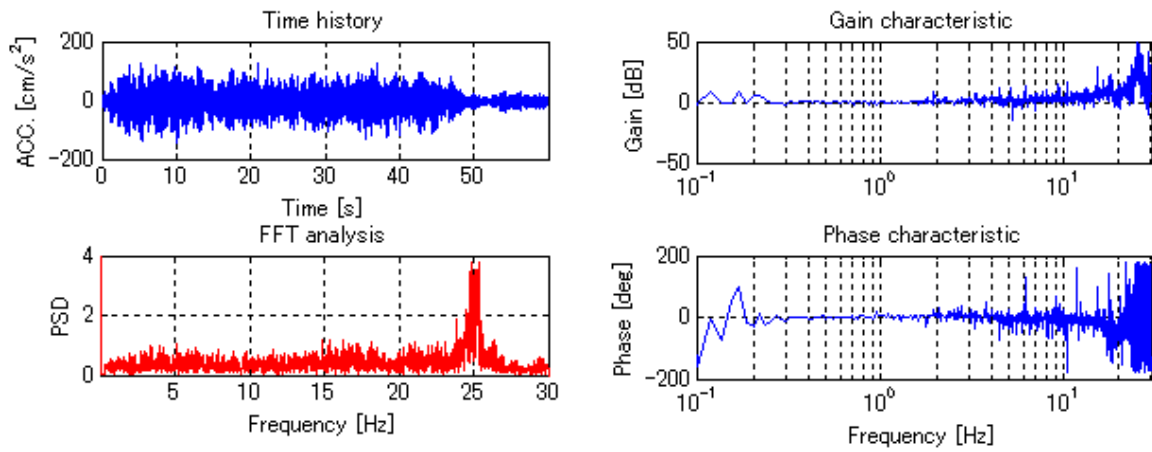 Time history
200
0
-200
ACC. [cm/s²]
0 10 20 30 40 50
Time [s]
Gain characteristic
50
0
-50
Gain [dB]
10⁻¹ 10⁰ 10¹
FFT analysis
4
2
0
PSD
5 10 15 20 25 30
Frequency [Hz]
Phase characteristic
200
0
-200
Phase [deg]
10⁻¹ 10⁰ 10¹
Frequency [Hz]